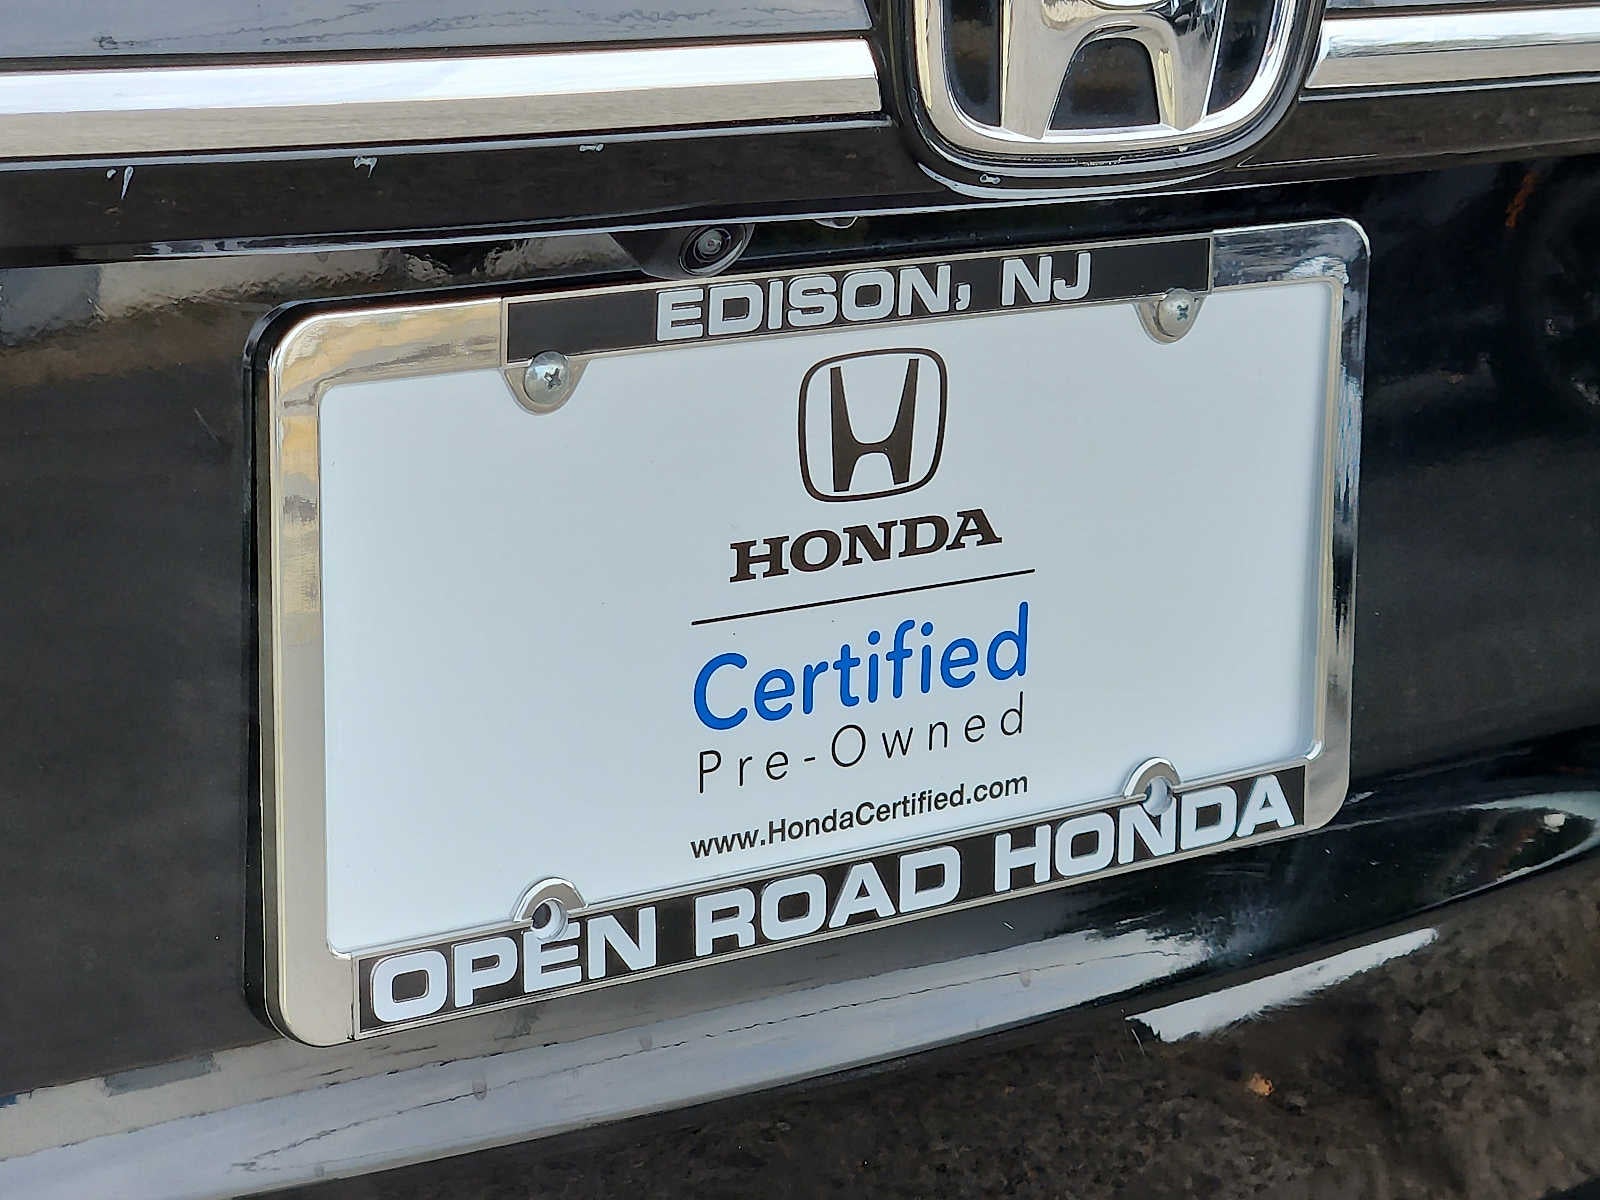 EDISON, NJ
HONDA
Certified
Pre-Owned
www.HondaCertified.com
OPEN ROAD HONDA